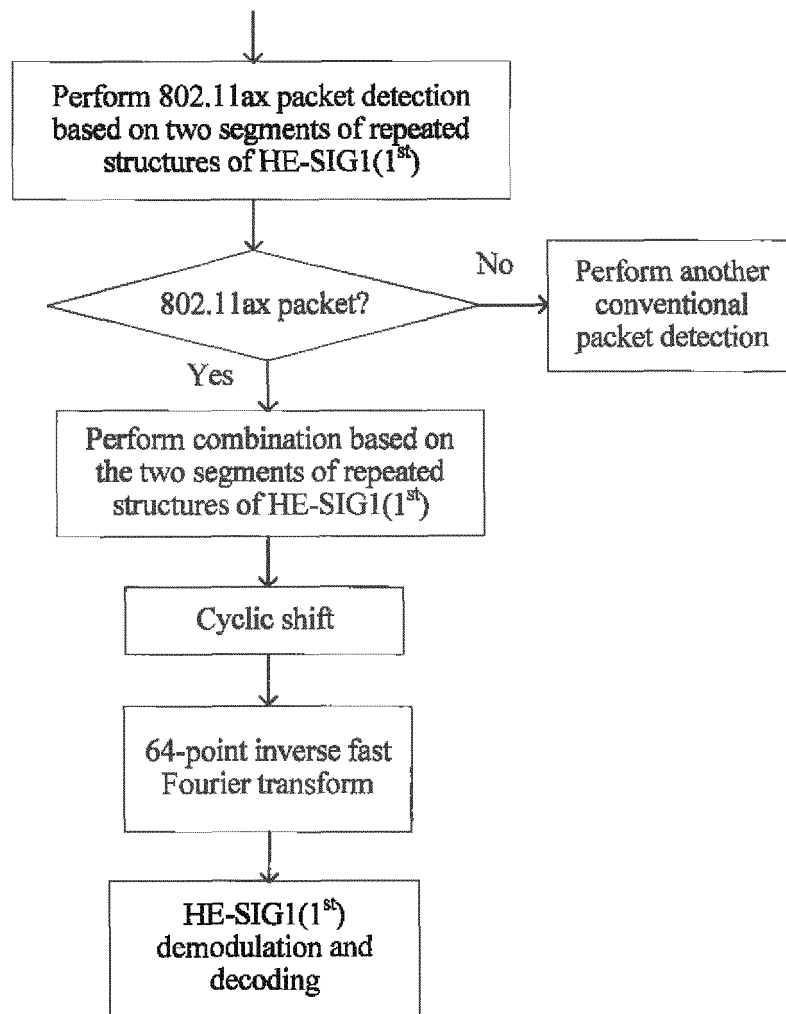 Perform 802.11ax packet detection
based on two segments of repeated
structures of HE-SIG1(1st)
802.11ax packet?
No
Perform another
conventional
packet detection
Yes
Perform combination based on
the two segments of repeated
structures of HE-SIG1(1st)
Cyclic shift
64-point inverse fast
Fourier transform
HE-SIG1(1st)
demodulation and
decoding